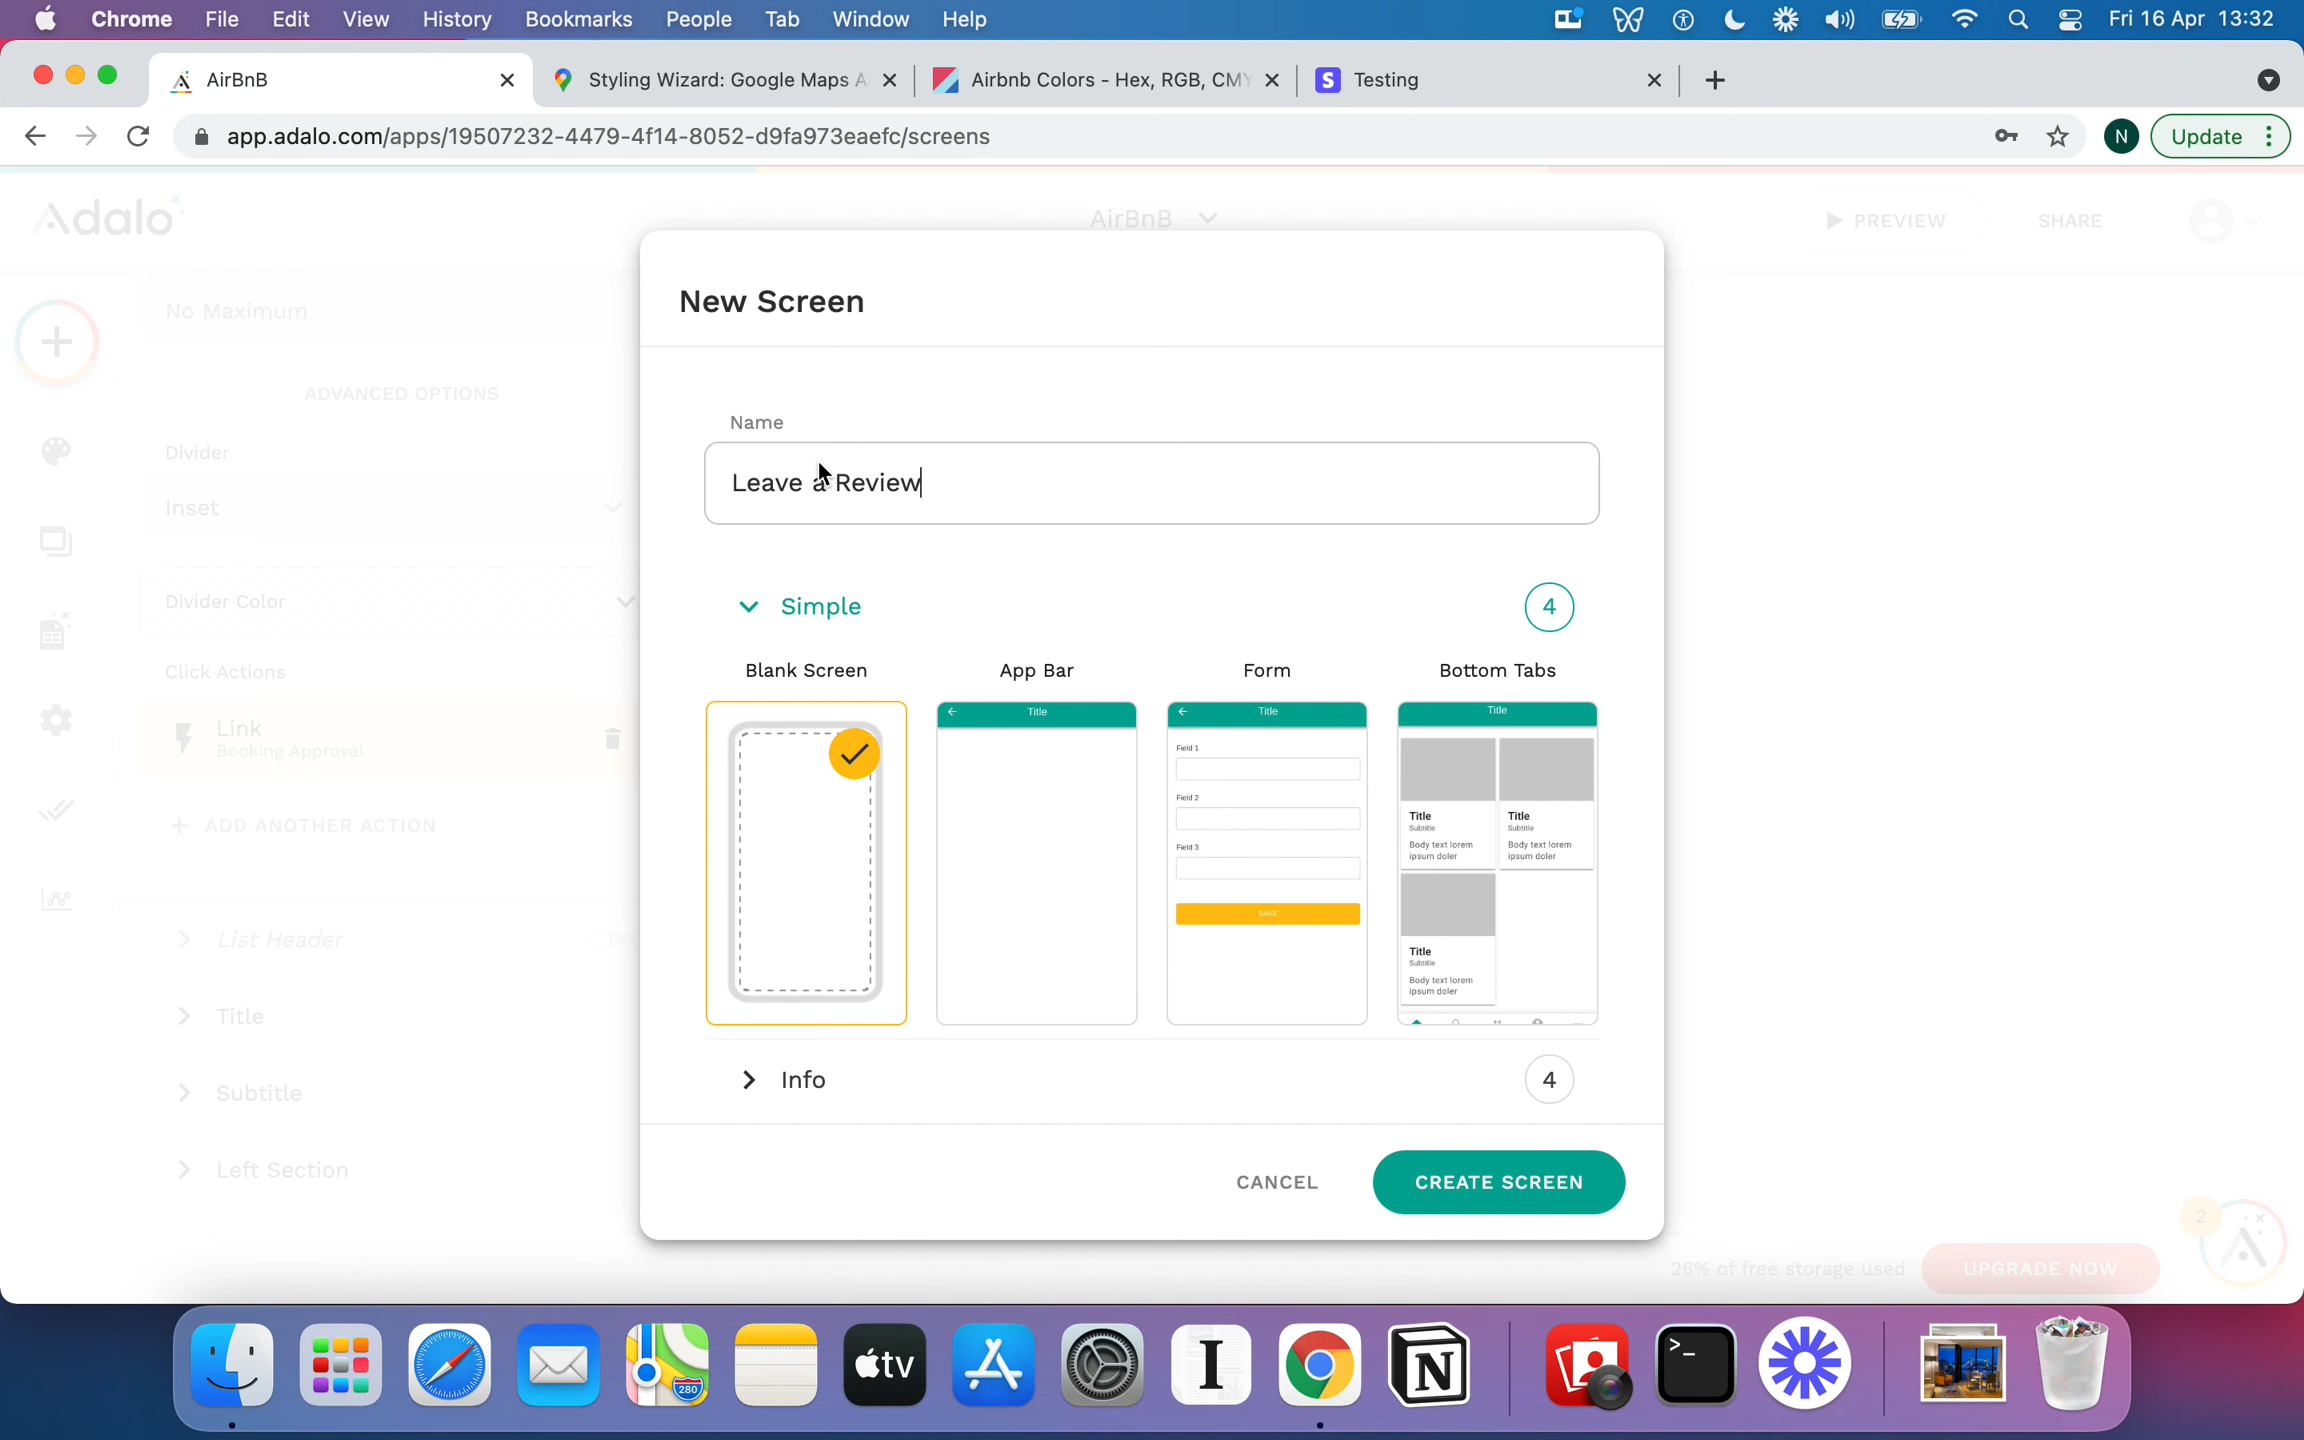 Chrome File Edit View History Bookmarks People Tab Window Help Fri 16 Apr 13:32
AirBnB
Styling Wizard: Google Maps A
Airbnb Colors - Hex, RGB, CMY
S Testing
app.adalo.com/apps/19507232-4479-4f14-8052-d9fa973eaefc/screens
N
Update
Adalo
AirBnB
PREVIEW
SHARE
No Maximum
ADVANCED OPTIONS
Divider
Inset
Divider Color
Click Actions
Link
Booking Approval
ADD ANOTHER ACTION
List Header
Title
Subtitle
Left Section
New Screen
Name
Leave a Review
Simple
4
Blank Screen
App Bar
Form
Bottom Tabs
Title
Title
Field 1
Field 2
Field 3
SAVE
Title
Title
Subtitle
Body text lorem
ipsum doler
Title
Subtitle
Body text lorem
ipsum doler
Title
Subtitle
Body text lorem
ipsum doler
Info
4
CANCEL
CREATE SCREEN
26% of free storage used
UPGRADE NOW
2
280
tv
I
N
>_